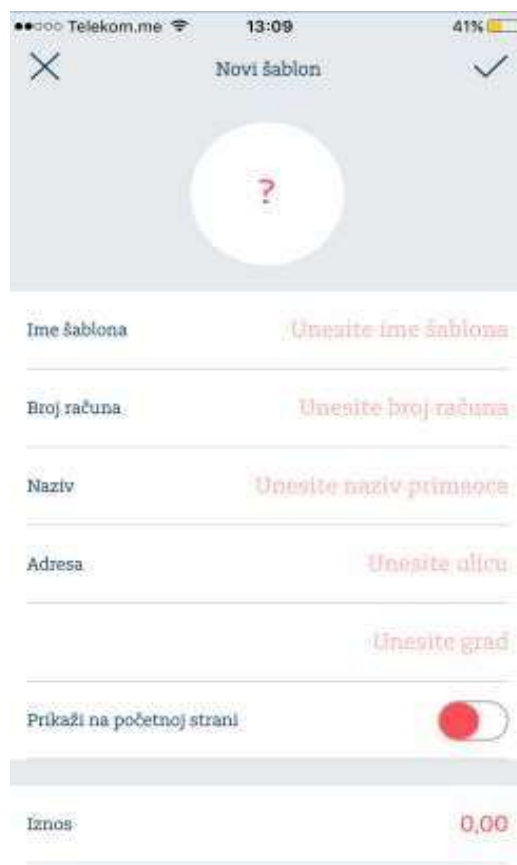 Telekom.me 13:09 41%
Novi šablon
?
Ime šablona Unesite ime šablona
Broj računa Unesite broj računa
Naziv Unesite naziv primaoca
Adresa Unesite ulicu
Unesite grad
Prikaži na početnoj strani
Iznos 0,00